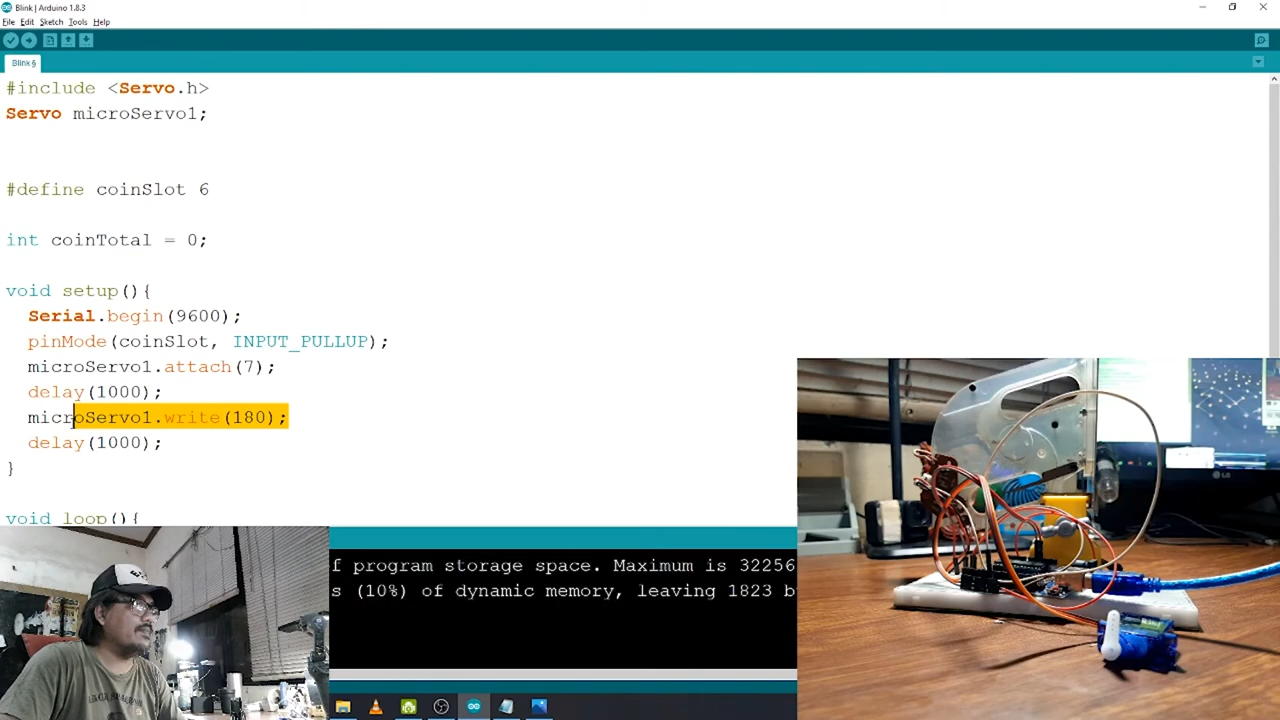 Blink | Arduino 1.8.3
File Edit Sketch Tools Help
Blink §
#include <Servo.h>
Servo microServo1;
#define coinSlot 6
int coinTotal = 0;
void setup(){
Serial.begin(9600);
pinMode(coinSlot, INPUT_PULLUP);
microServo1.attach(7);
delay(1000);
microServo1.write(180);
delay(1000);
}
void loop(){
f program storage space. Maximum is 32256
s (10%) of dynamic memory, leaving 1823 b
LG